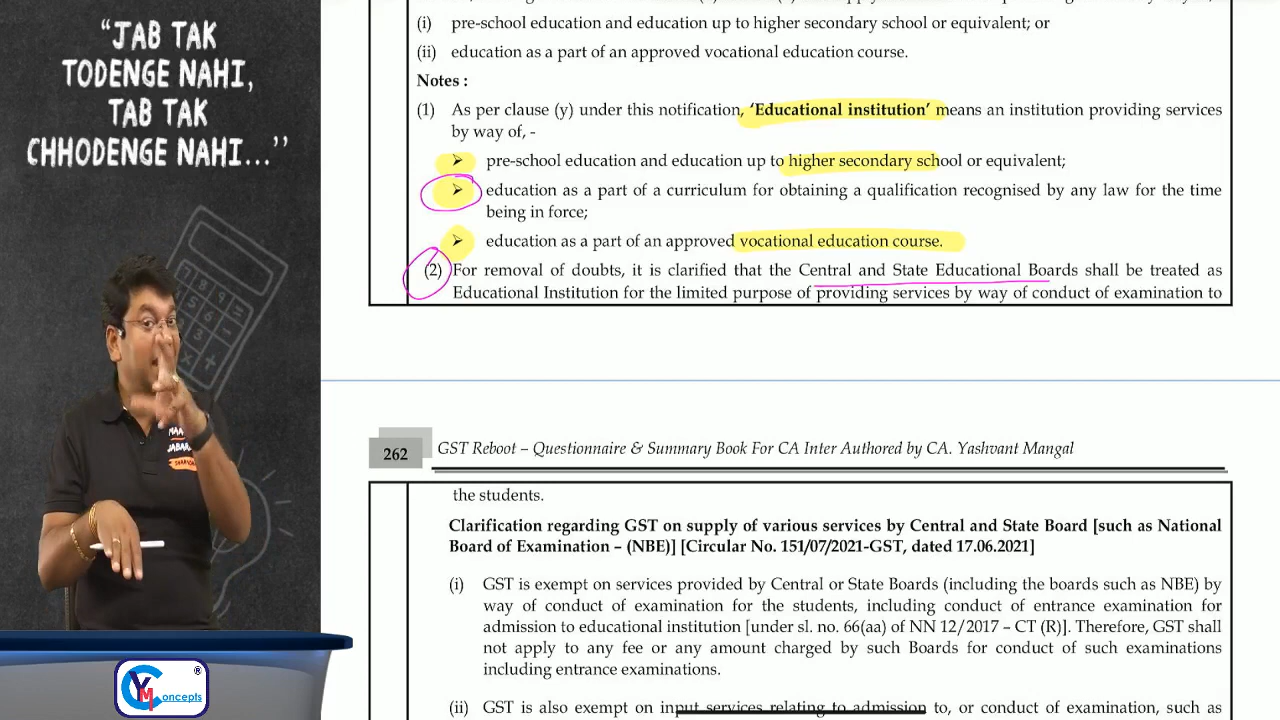 “JAB TAK
TODENGE NAHI,
TAB TAK
CHHODENGE NAHI...’’
(i) pre-school education and education up to higher secondary school or equivalent; or
(ii) education as a part of an approved vocational education course.
Notes :
(1) As per clause (y) under this notification, ‘Educational institution’ means an institution providing services
by way of, -
➢ pre-school education and education up to higher secondary school or equivalent;
➢ education as a part of a curriculum for obtaining a qualification recognised by any law for the time
being in force;
➢ education as a part of an approved vocational education course.
(2) For removal of doubts, it is clarified that the Central and State Educational Boards shall be treated as
Educational Institution for the limited purpose of providing services by way of conduct of examination to
262
GST Reboot – Questionnaire & Summary Book For CA Inter Authored by CA. Yashvant Mangal
the students.
Clarification regarding GST on supply of various services by Central and State Board [such as National
Board of Examination – (NBE)] [Circular No. 151/07/2021-GST, dated 17.06.2021]
(i) GST is exempt on services provided by Central or State Boards (including the boards such as NBE) by
way of conduct of examination for the students, including conduct of entrance examination for
admission to educational institution [under sl. no. 66(aa) of NN 12/2017 – CT (R)]. Therefore, GST shall
not apply to any fee or any amount charged by such Boards for conduct of such examinations
including entrance examinations.
(ii) GST is also exempt on input services relating to admission to, or conduct of examination, such as
YM Concepts ®